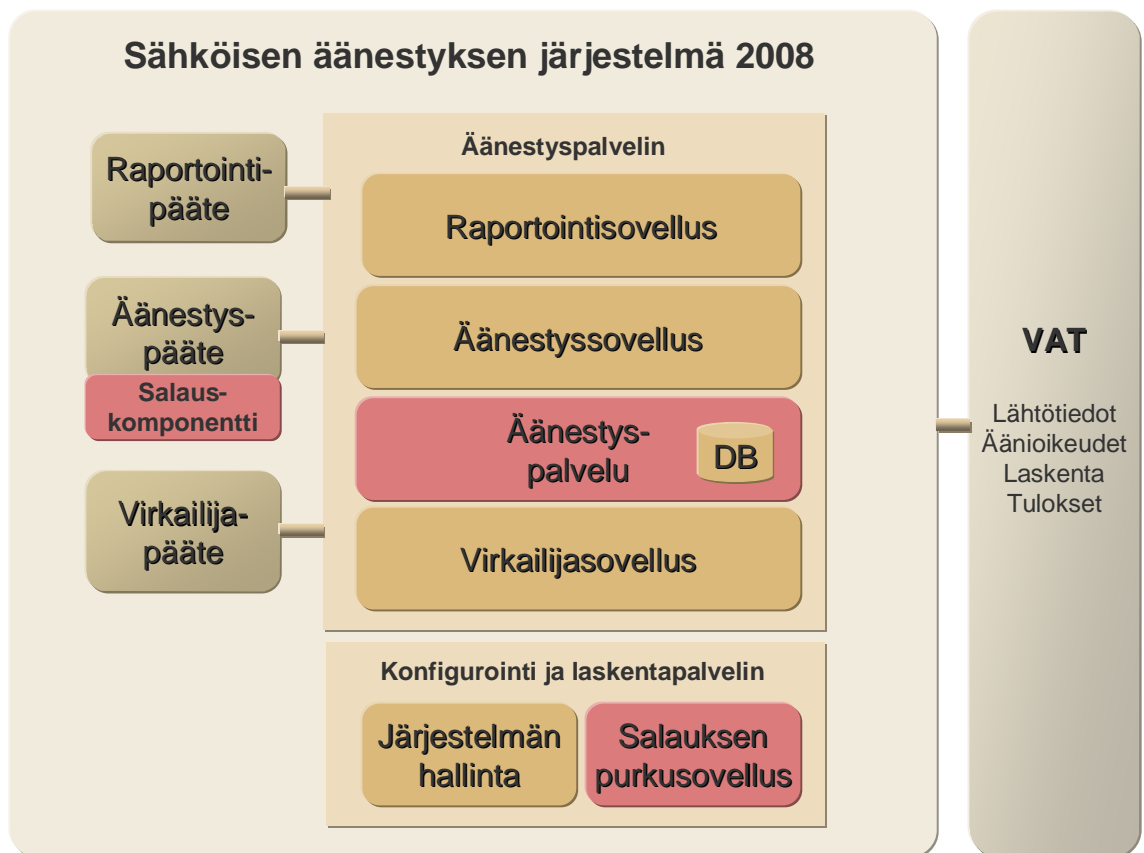 Sähköisen äänestyksen järjestelmä 2008
Raportointi-
pääte
Äänestys-
pääte
Salaus-
komponentti
Virkailija-
pääte
Äänestyspalvelin
Raportointisovellus
Äänestyssovellus
Äänestys-
palvelu
DB
Virkailijasovellus
Konfigurointi ja laskentapalvelin
Järjestelmän
hallinta
Salauksen
purkusovellus
VAT
Lähtötiedot
Äänioikeudet
Laskenta
Tulokset